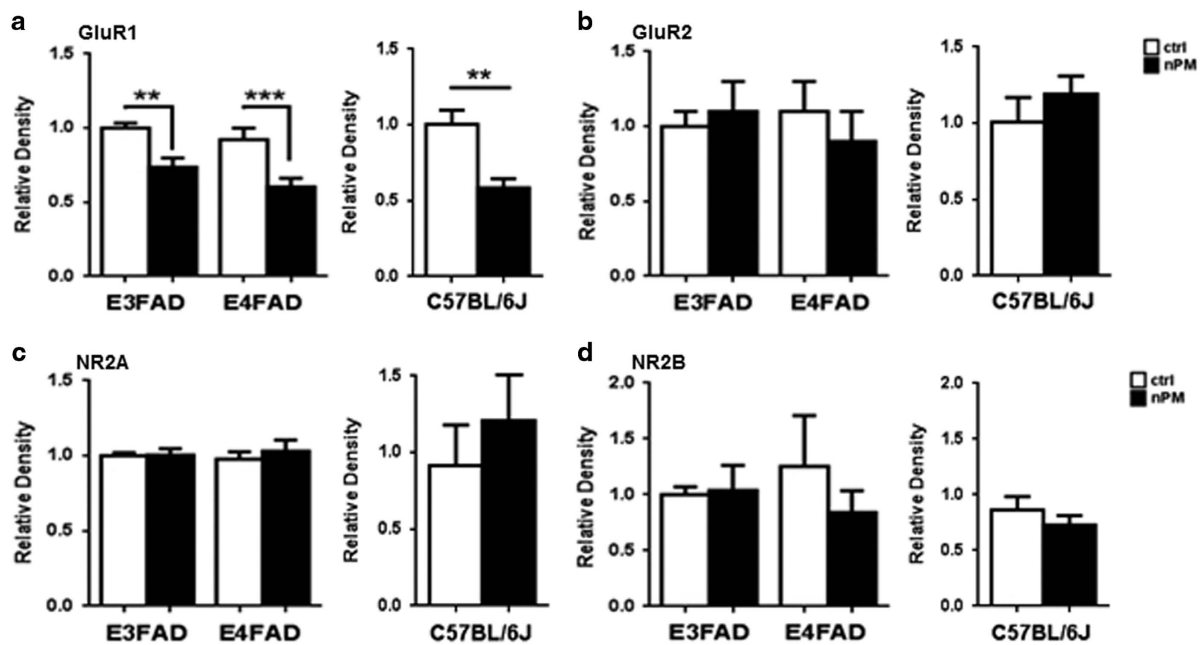 a
GluR1
1.5
1.0
0.5
0.0
Relative Density
**
***
E3FAD E4FAD
1.5
1.0
0.5
0.0
Relative Density
**
C57BL/6J
b
GluR2
1.5
1.0
0.5
0.0
Relative Density
E3FAD E4FAD
1.5
1.0
0.5
0.0
Relative Density
C57BL/6J
ctrl
nPM
c
NR2A
1.5
1.0
0.5
0.0
Relative Density
E3FAD E4FAD
1.5
1.0
0.5
0.0
Relative Density
C57BL/6J
d
NR2B
2.0
1.5
1.0
0.5
0.0
Relative Density
E3FAD E4FAD
2.0
1.5
1.0
0.5
0.0
Relative Density
C57BL/6J
ctrl
nPM